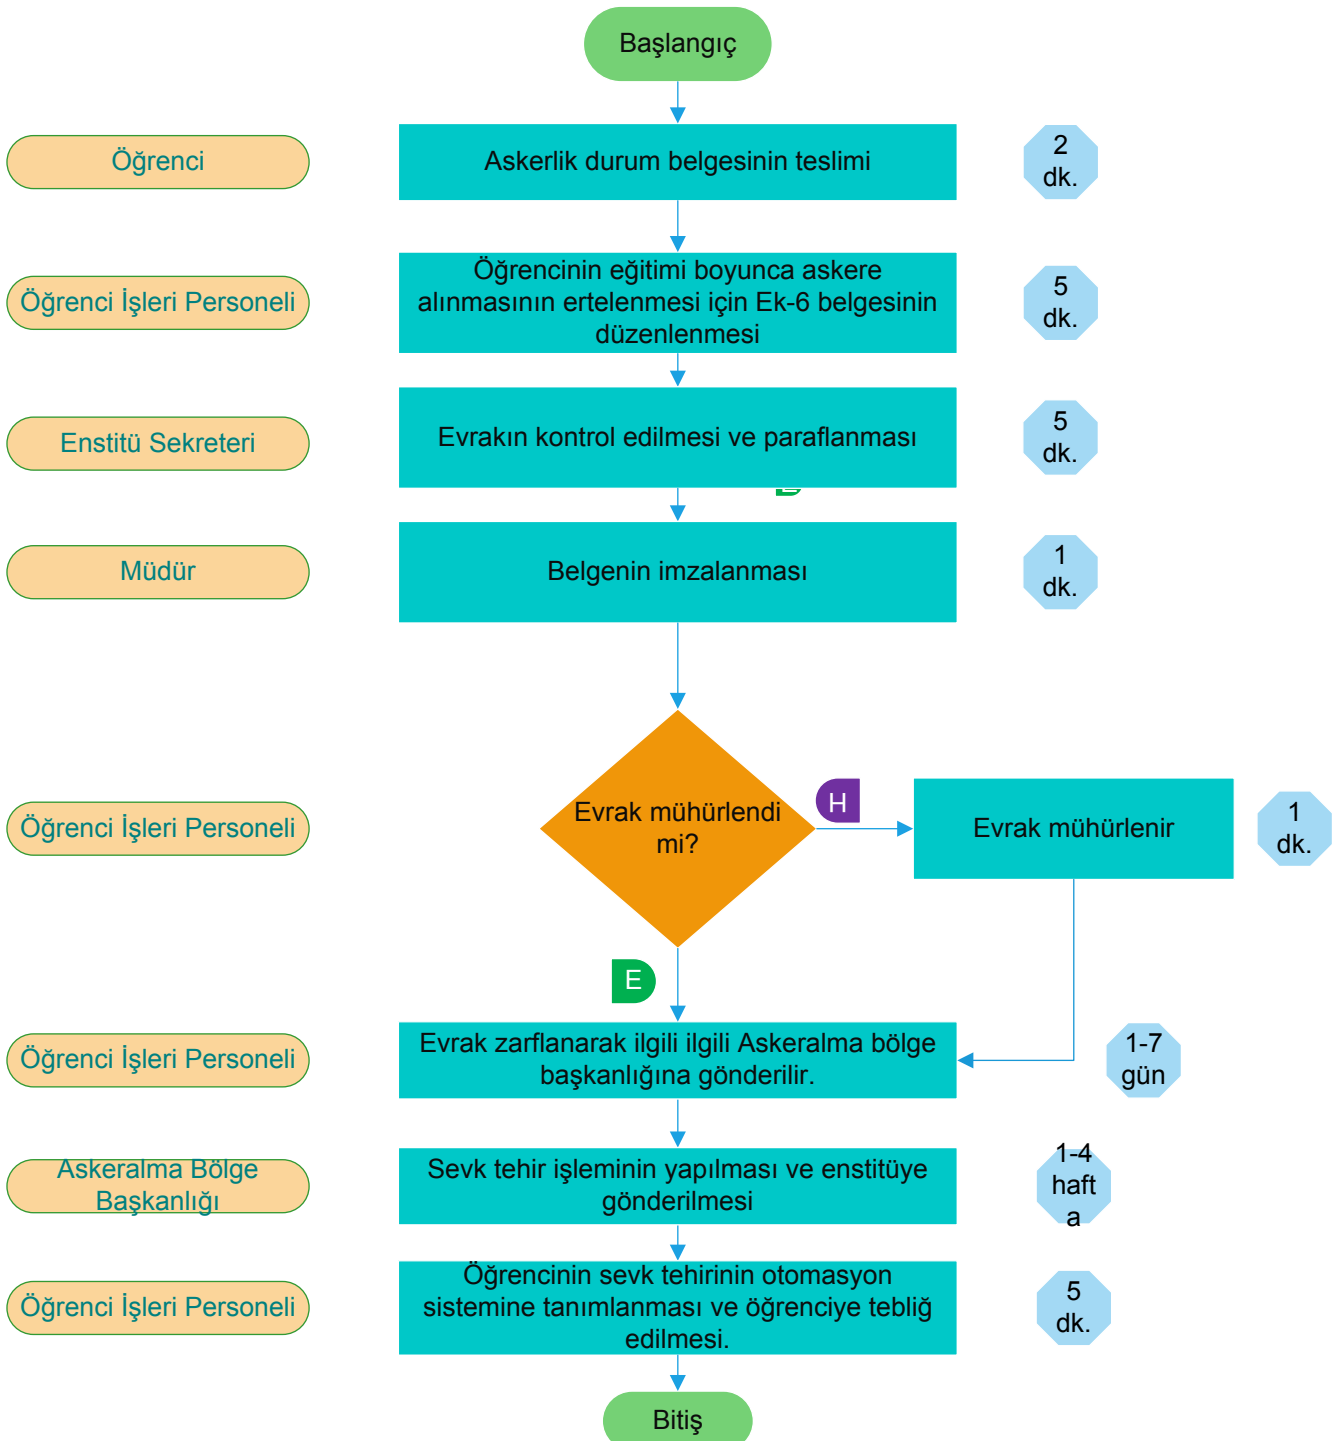 Başlangıç
Öğrenci
Askerlik durum belgesinin teslimi
2
dk.
Öğrenci İşleri Personeli
Öğrencinin eğitimi boyunca askere
alınmasının ertelenmesi için Ek-6 belgesinin
düzenlenmesi
5
dk.
Enstitü Sekreteri
Evrakın kontrol edilmesi ve paraflanması
5
dk.
Müdür
Belgenin imzalanması
1
dk.
Öğrenci İşleri Personeli
Evrak mühürlendi
mi?
H
Evrak mühürlenir
1
dk.
E
Öğrenci İşleri Personeli
Evrak zarflanarak ilgili ilgili Askeralma bölge
başkanlığına gönderilir.
1-7
gün
Askeralma Bölge
Başkanlığı
Sevk tehir işleminin yapılması ve enstitüye
gönderilmesi
1-4
haft
a
Öğrenci İşleri Personeli
Öğrencinin sevk tehirinin otomasyon
sistemine tanımlanması ve öğrenciye tebliğ
edilmesi.
5
dk.
Bitiş